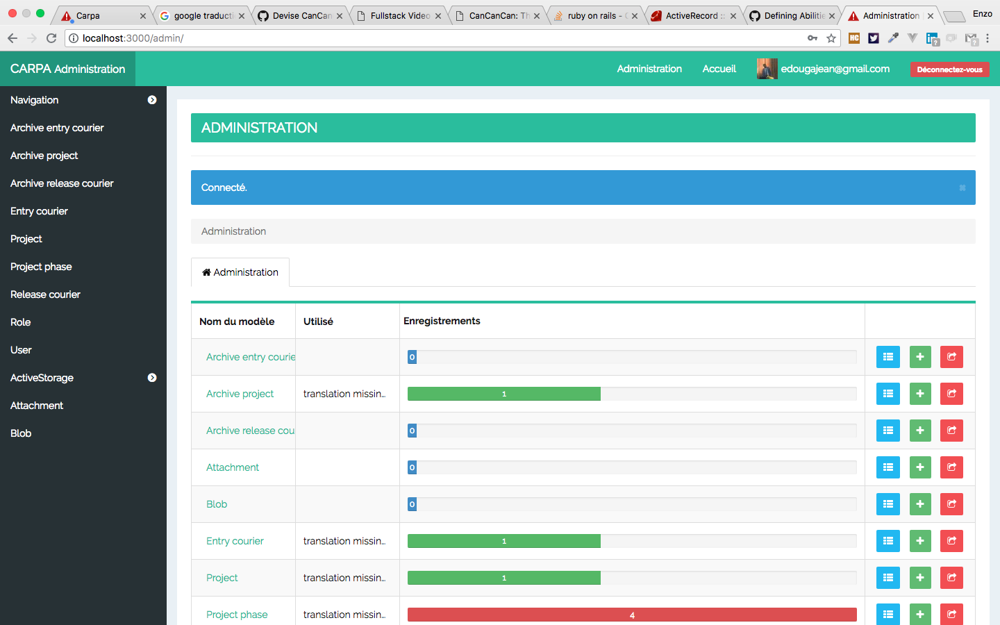 Carpa
google traducti
Devise CanCan
Fullstack Video
CanCanCan: Th
ruby on rails - C
ActiveRecord ::
Defining Abilitie
Administration
Enzo
localhost:3000/admin/
CARPA Administration
Administration
Accueil
edougajean@gmail.com
Déconnectez-vous
Navigation
Archive entry courier
Archive project
Archive release courier
Entry courier
Project
Project phase
Release courier
Role
User
ActiveStorage
Attachment
Blob
ADMINISTRATION
Connecté.
Administration
Administration
Nom du modèle Utilisé Enregistrements
Archive entry courie 0
Archive project translation missin... 1
Archive release cou 0
Attachment 0
Blob 0
Entry courier translation missin... 1
Project translation missin... 1
Project phase translation missin... 4